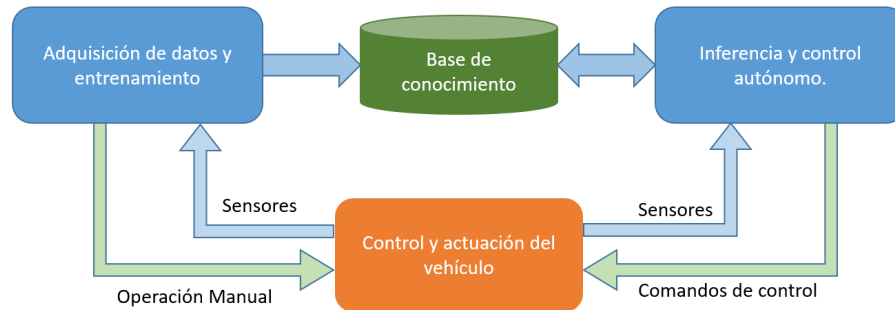 Adquisición de datos y
entrenamiento
Base de
conocimiento
Inferencia y control
autónomo.
Sensores
Sensores
Control y actuación del
vehículo
Operación Manual
Comandos de control